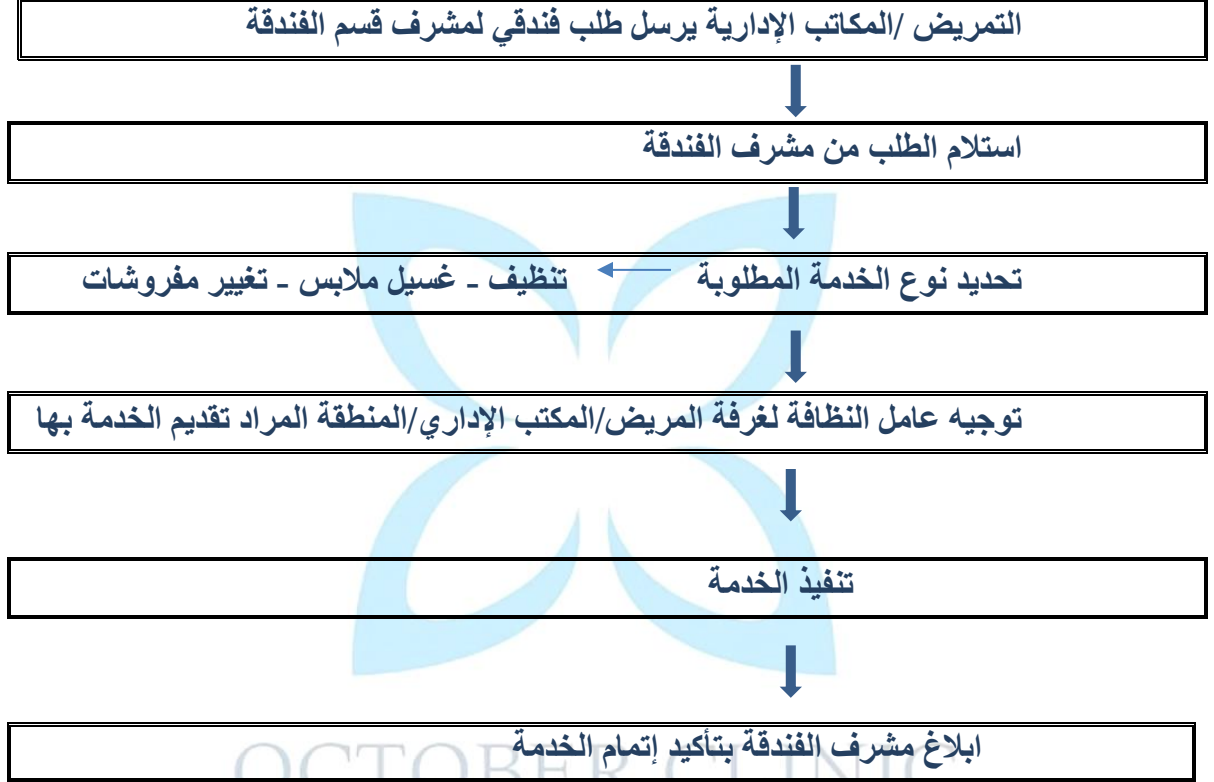 التمريض /المكاتب الإدارية يرسل طلب فندقي لمشرف قسم الفندقة
استلام الطلب من مشرف الفندقة
تحديد نوع الخدمة المطلوبة تنظيف - غسيل ملابس - تغيير مفروشات
توجيه عامل النظافة لغرفة المريض/المكتب الإداري/المنطقة المراد تقديم الخدمة بها
تنفيذ الخدمة
ابلاغ مشرف الفندقة بتأكيد إتمام الخدمة
OCTOBER CLINIC